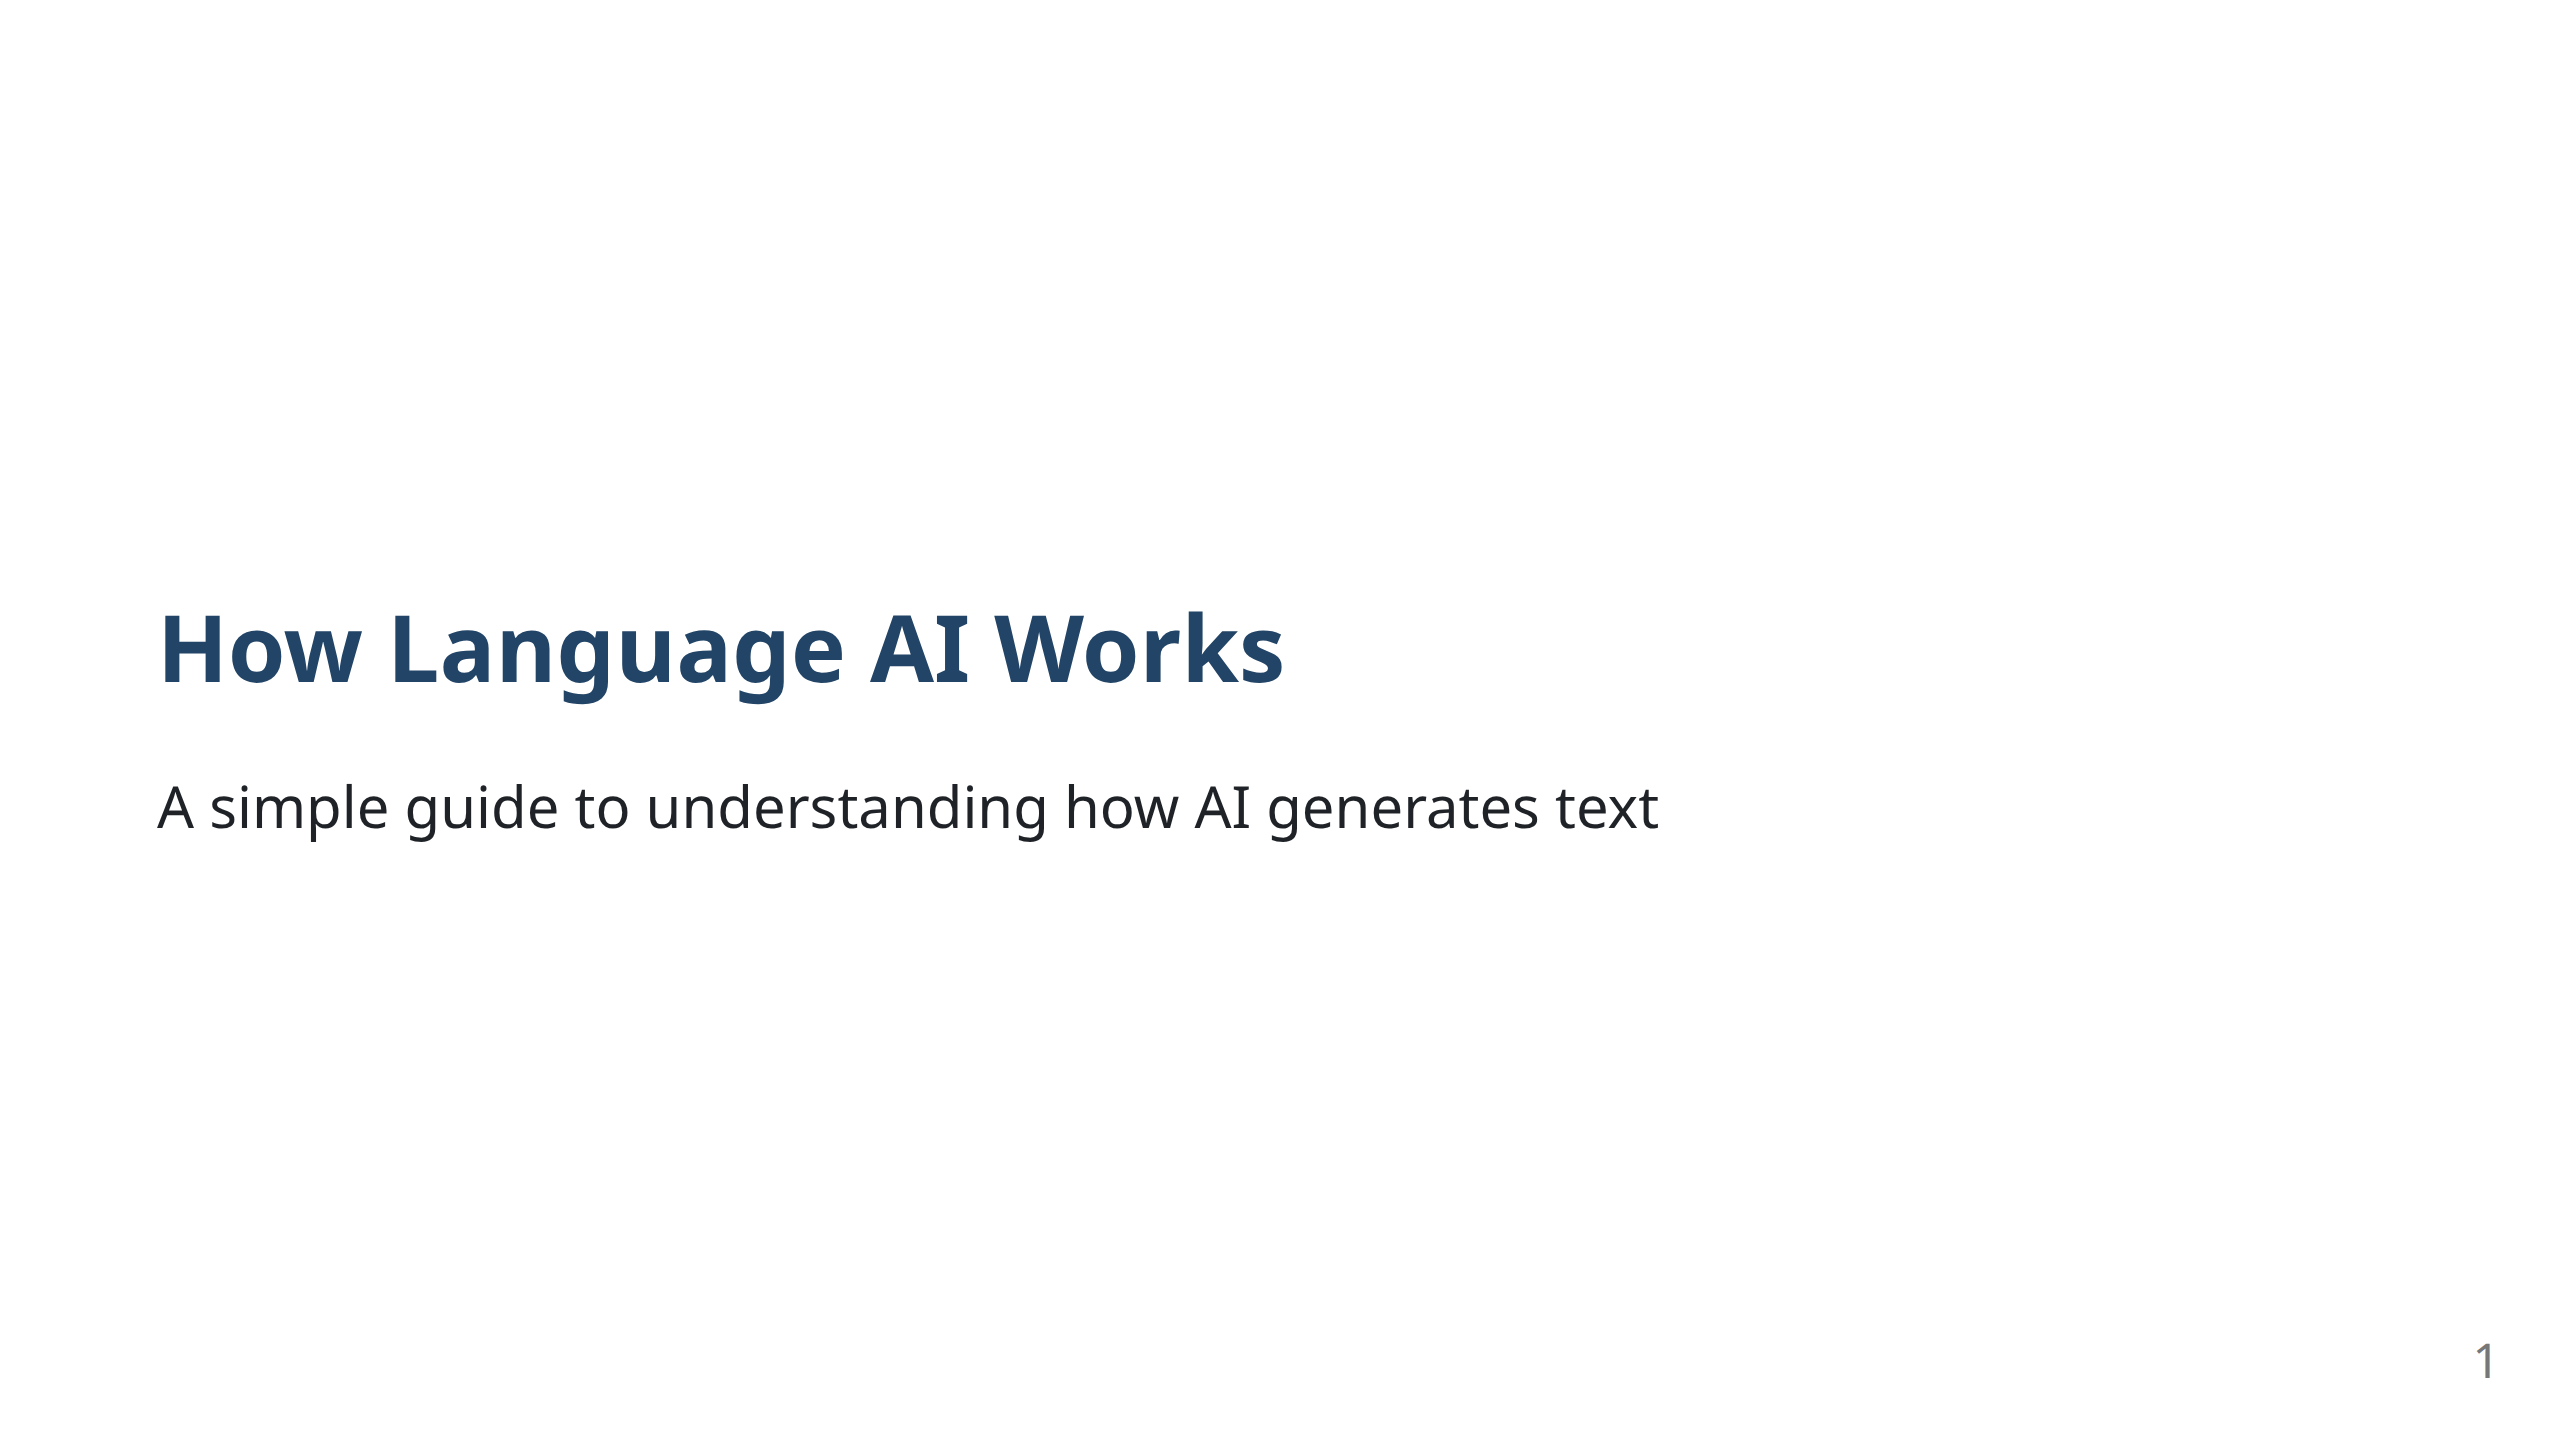 How Language AI Works
A simple guide to understanding how AI generates text
1